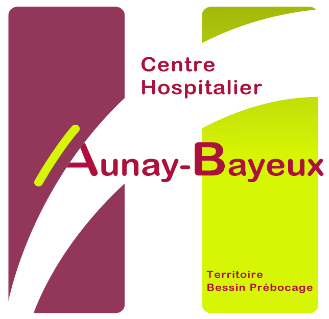 Centre
Hospitalier
Aunay-Bayeux
Territoire
Bessin Prébocage